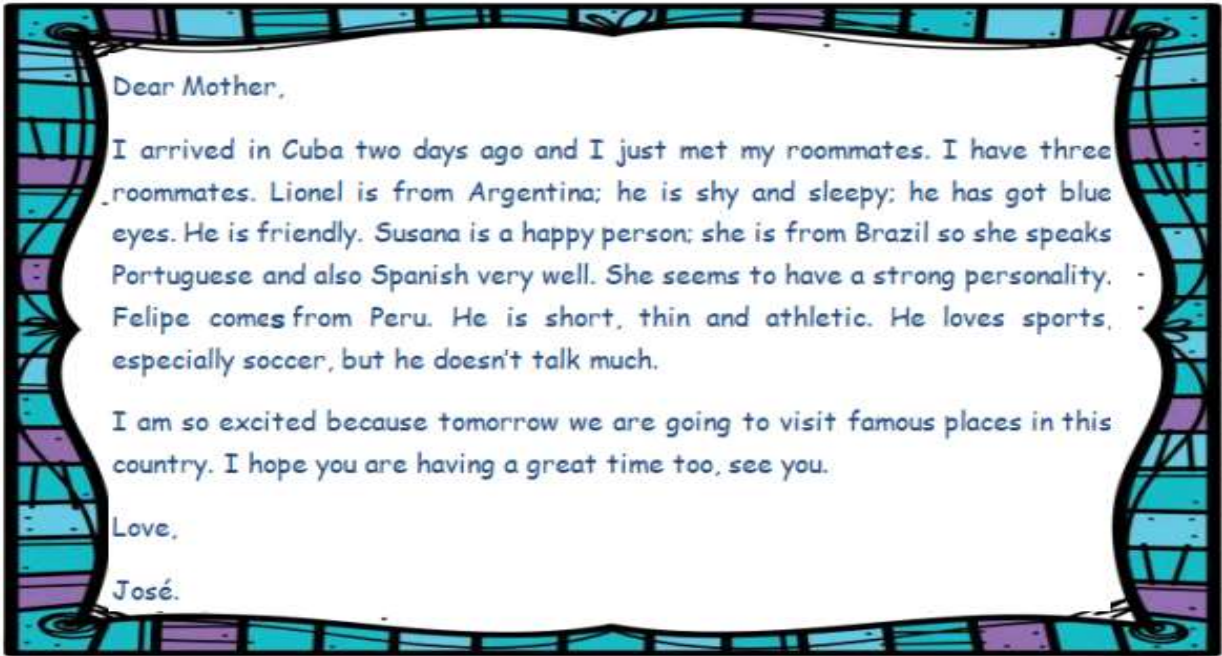 Dear Mother,
I arrived in Cuba two days ago and I just met my roommates. I have three
roommates. Lionel is from Argentina; he is shy and sleepy; he has got blue
eyes. He is friendly. Susana is a happy person; she is from Brazil so she speaks
Portuguese and also Spanish very well. She seems to have a strong personality.
Felipe comes from Peru. He is short, thin and athletic. He loves sports,
especially soccer, but he doesn't talk much.
I am so excited because tomorrow we are going to visit famous places in this
country. I hope you are having a great time too, see you.
Love,
José.